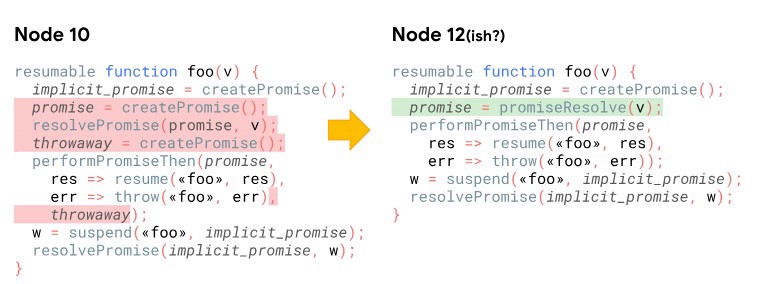 Node 10
resumable function foo(v) {
  implicit_promise = createPromise();
  promise = createPromise();
  resolvePromise(promise, v);
  throwaway = createPromise();
  performPromiseThen(promise,
    res => resume(«foo», res),
    err => throw(«foo», err),
    throwaway);
  w = suspend(«foo», implicit_promise);
  resolvePromise(implicit_promise, w);
}
Node 12(ish?)
resumable function foo(v) {
  implicit_promise = createPromise();
  promise = promiseResolve(v);
  performPromiseThen(promise,
    res => resume(«foo», res),
    err => throw(«foo», err));
  w = suspend(«foo», implicit_promise);
  resolvePromise(implicit_promise, w);
}